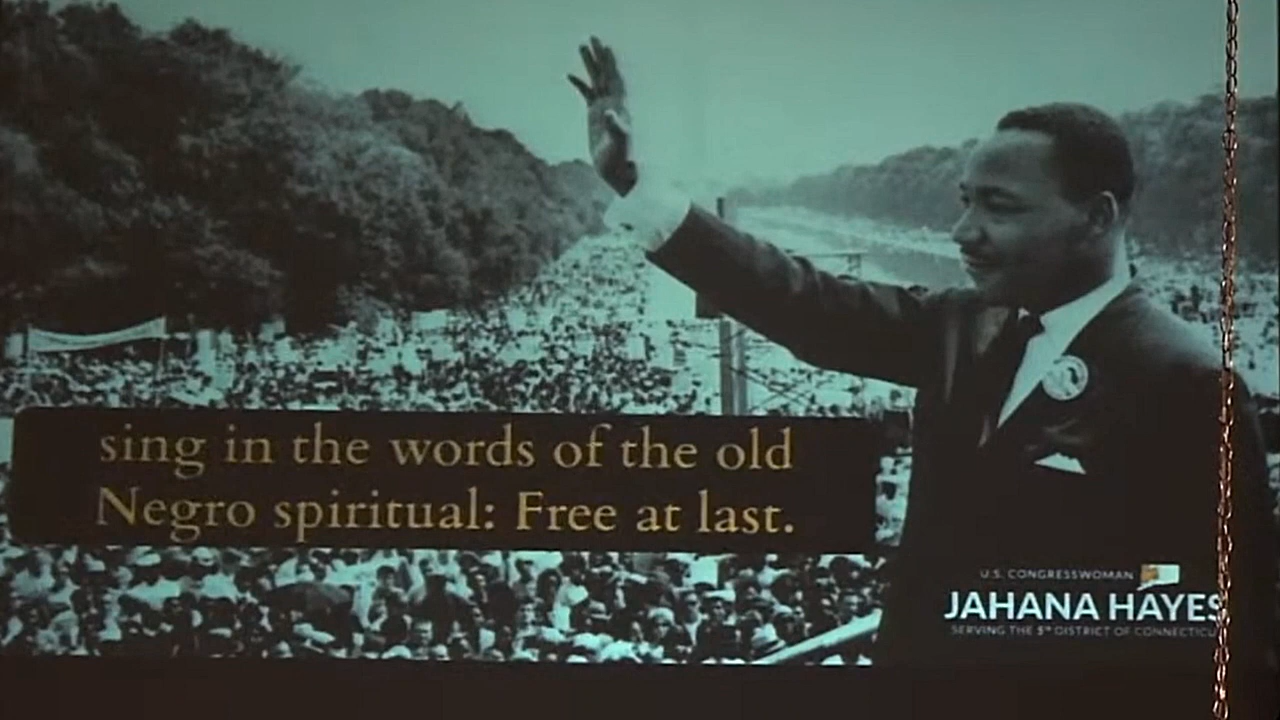 sing in the words of the old
Negro spiritual: Free at last.
U.S. CONGRESSWOMAN
JAHANA HAYES
SERVING THE 5TH DISTRICT OF CONNECTICU